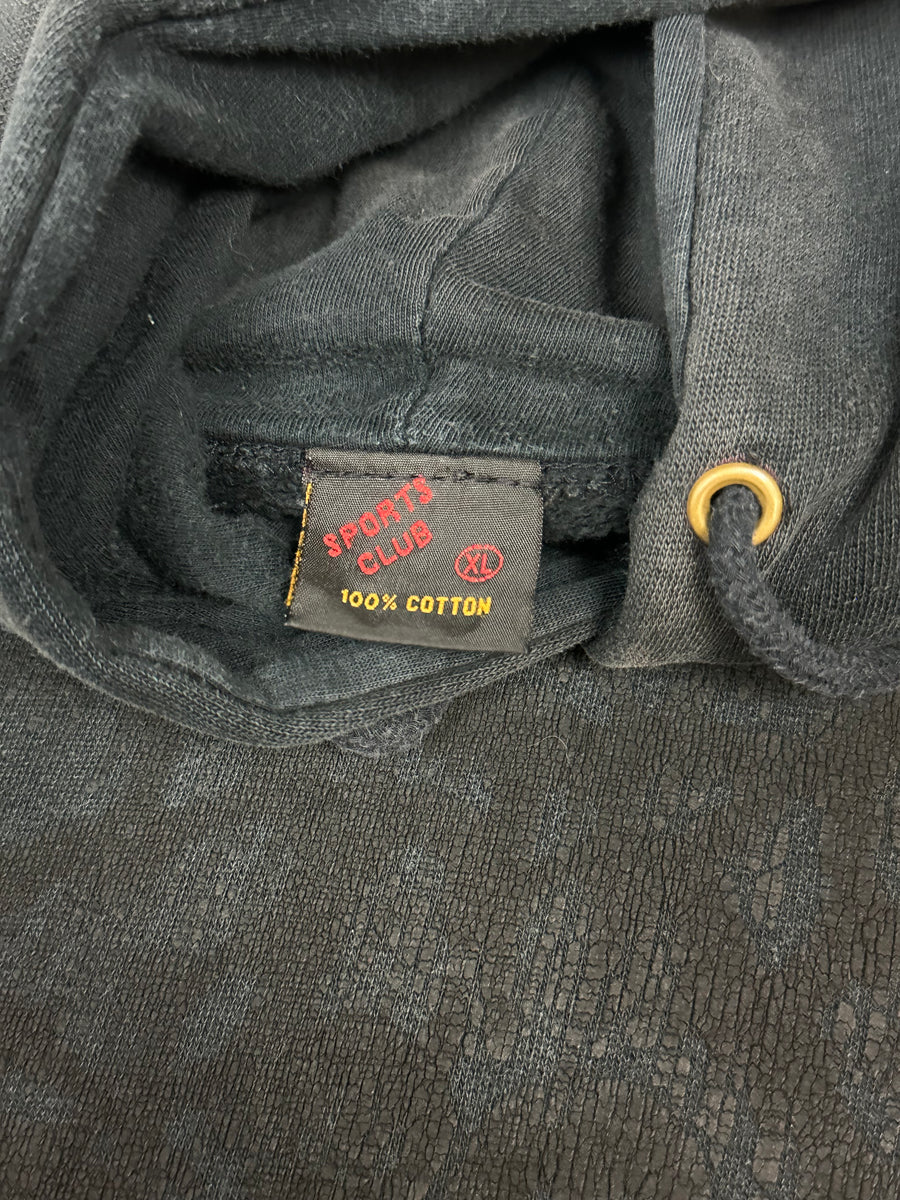 SPORTS
CLUB
XL
100% COTTON